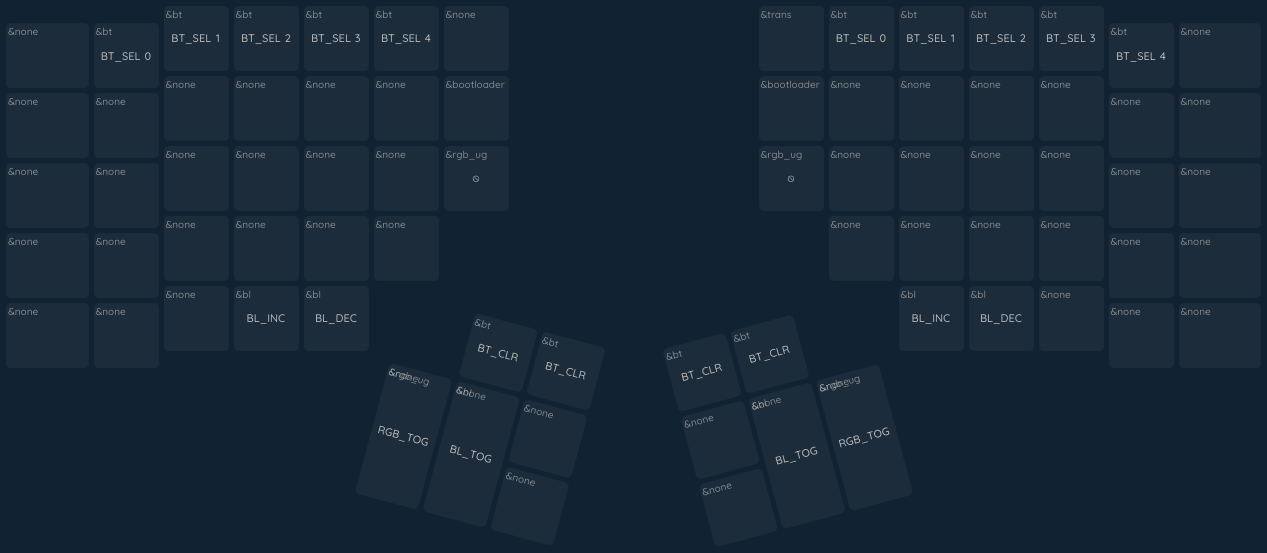 &none &bt &bt &bt &bt &bt &none &trans &bt &bt &bt &bt &bt &none
BT_SEL 0 BT_SEL 1 BT_SEL 2 BT_SEL 3 BT_SEL 4 BT_SEL 0 BT_SEL 1 BT_SEL 2 BT_SEL 3 BT_SEL 4
&none &none &none &none &none &none &bootloader &bootloader &none &none &none &none &none &none
&none &none &none &none &none &none &rgb_ug &rgb_ug &none &none &none &none &none &none
⦸ ⦸
&none &none &none &none &none &none &none &none &none &none &none &none
&none &none &none &bl &bl &bl &bl &none &none
BL_INC BL_DEC BL_INC BL_DEC
&bt &bt &bt &bt
BT_CLR BT_CLR BT_CLR BT_CLR
&none &none
RGB_TOG BL_TOG BL_TOG RGB_TOG
&none &none